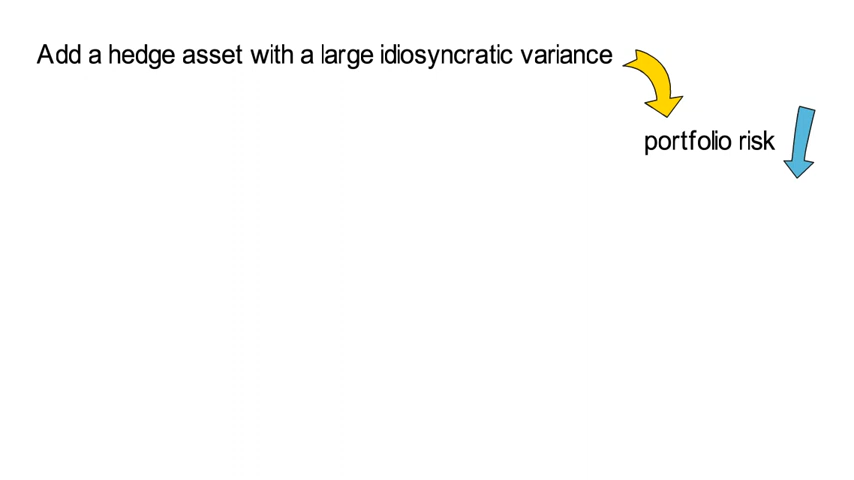 Add a hedge asset with a large idiosyncratic variance
portfolio risk